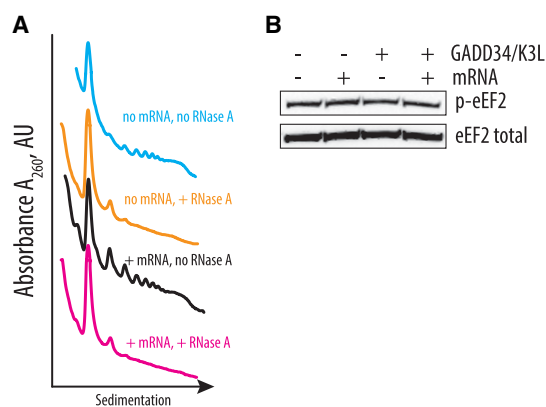 A
Absorbance A260, AU
no mRNA, no RNase A
no mRNA, + RNase A
+ mRNA, no RNase A
+ mRNA, + RNase A
Sedimentation
B
- - + + GADD34/K3L
- + - + mRNA
p-eEF2
eEF2 total